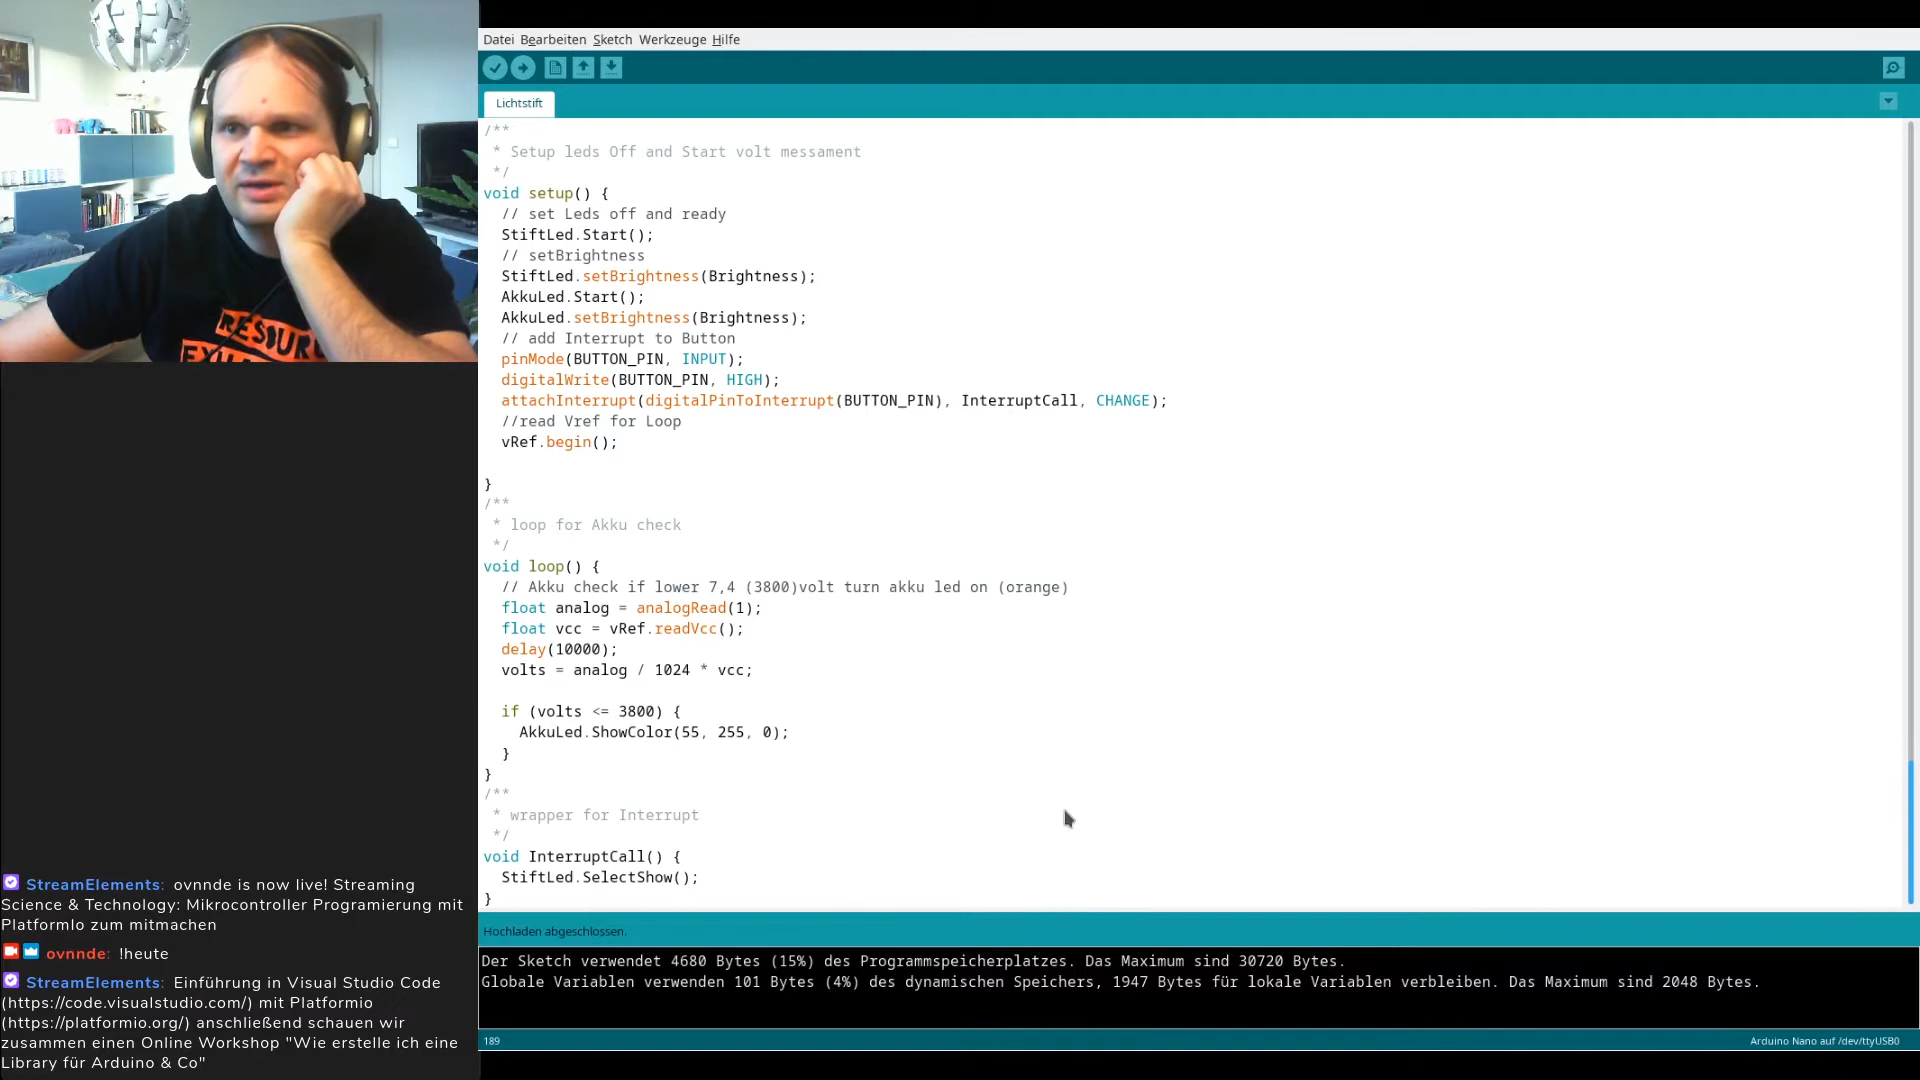 RESOURC
Datei Bearbeiten Sketch Werkzeuge Hilfe
Lichtstift
/**
 * Setup leds Off and Start volt messament
 */
void setup() {
  // set Leds off and ready
  StiftLed.Start();
  // setBrightness
  StiftLed.setBrightness(Brightness);
  AkkuLed.Start();
  AkkuLed.setBrightness(Brightness);
  // add Interrupt to Button
  pinMode(BUTTON_PIN, INPUT);
  digitalWrite(BUTTON_PIN, HIGH);
  attachInterrupt(digitalPinToInterrupt(BUTTON_PIN), InterruptCall, CHANGE);
  //read Vref for Loop
  vRef.begin();
}
/**
 * loop for Akku check
 */
void loop() {
  // Akku check if lower 7,4 (3800)volt turn akku led on (orange)
  float analog = analogRead(1);
  float vcc = vRef.readVcc();
  delay(10000);
  volts = analog / 1024 * vcc;
  if (volts <= 3800) {
    AkkuLed.ShowColor(55, 255, 0);
  }
}
/**
 * wrapper for Interrupt
 */
void InterruptCall() {
  StiftLed.SelectShow();
}
Hochladen abgeschlossen.
Der Sketch verwendet 4680 Bytes (15%) des Programmspeicherplatzes. Das Maximum sind 30720 Bytes.
Globale Variablen verwenden 101 Bytes (4%) des dynamischen Speichers, 1947 Bytes für lokale Variablen verbleiben. Das Maximum sind 2048 Bytes.
189
Arduino Nano auf /dev/ttyUSB0
StreamElements: ovnnde is now live! Streaming
Science & Technology: Mikrocontroller Programierung mit
PlatformIo zum mitmachen
ovnnde: !heute
StreamElements: Einführung in Visual Studio Code
(https://code.visualstudio.com/) mit Platformio
(https://platformio.org/) anschließend schauen wir
zusammen einen Online Workshop "Wie erstelle ich eine
Library für Arduino & Co"